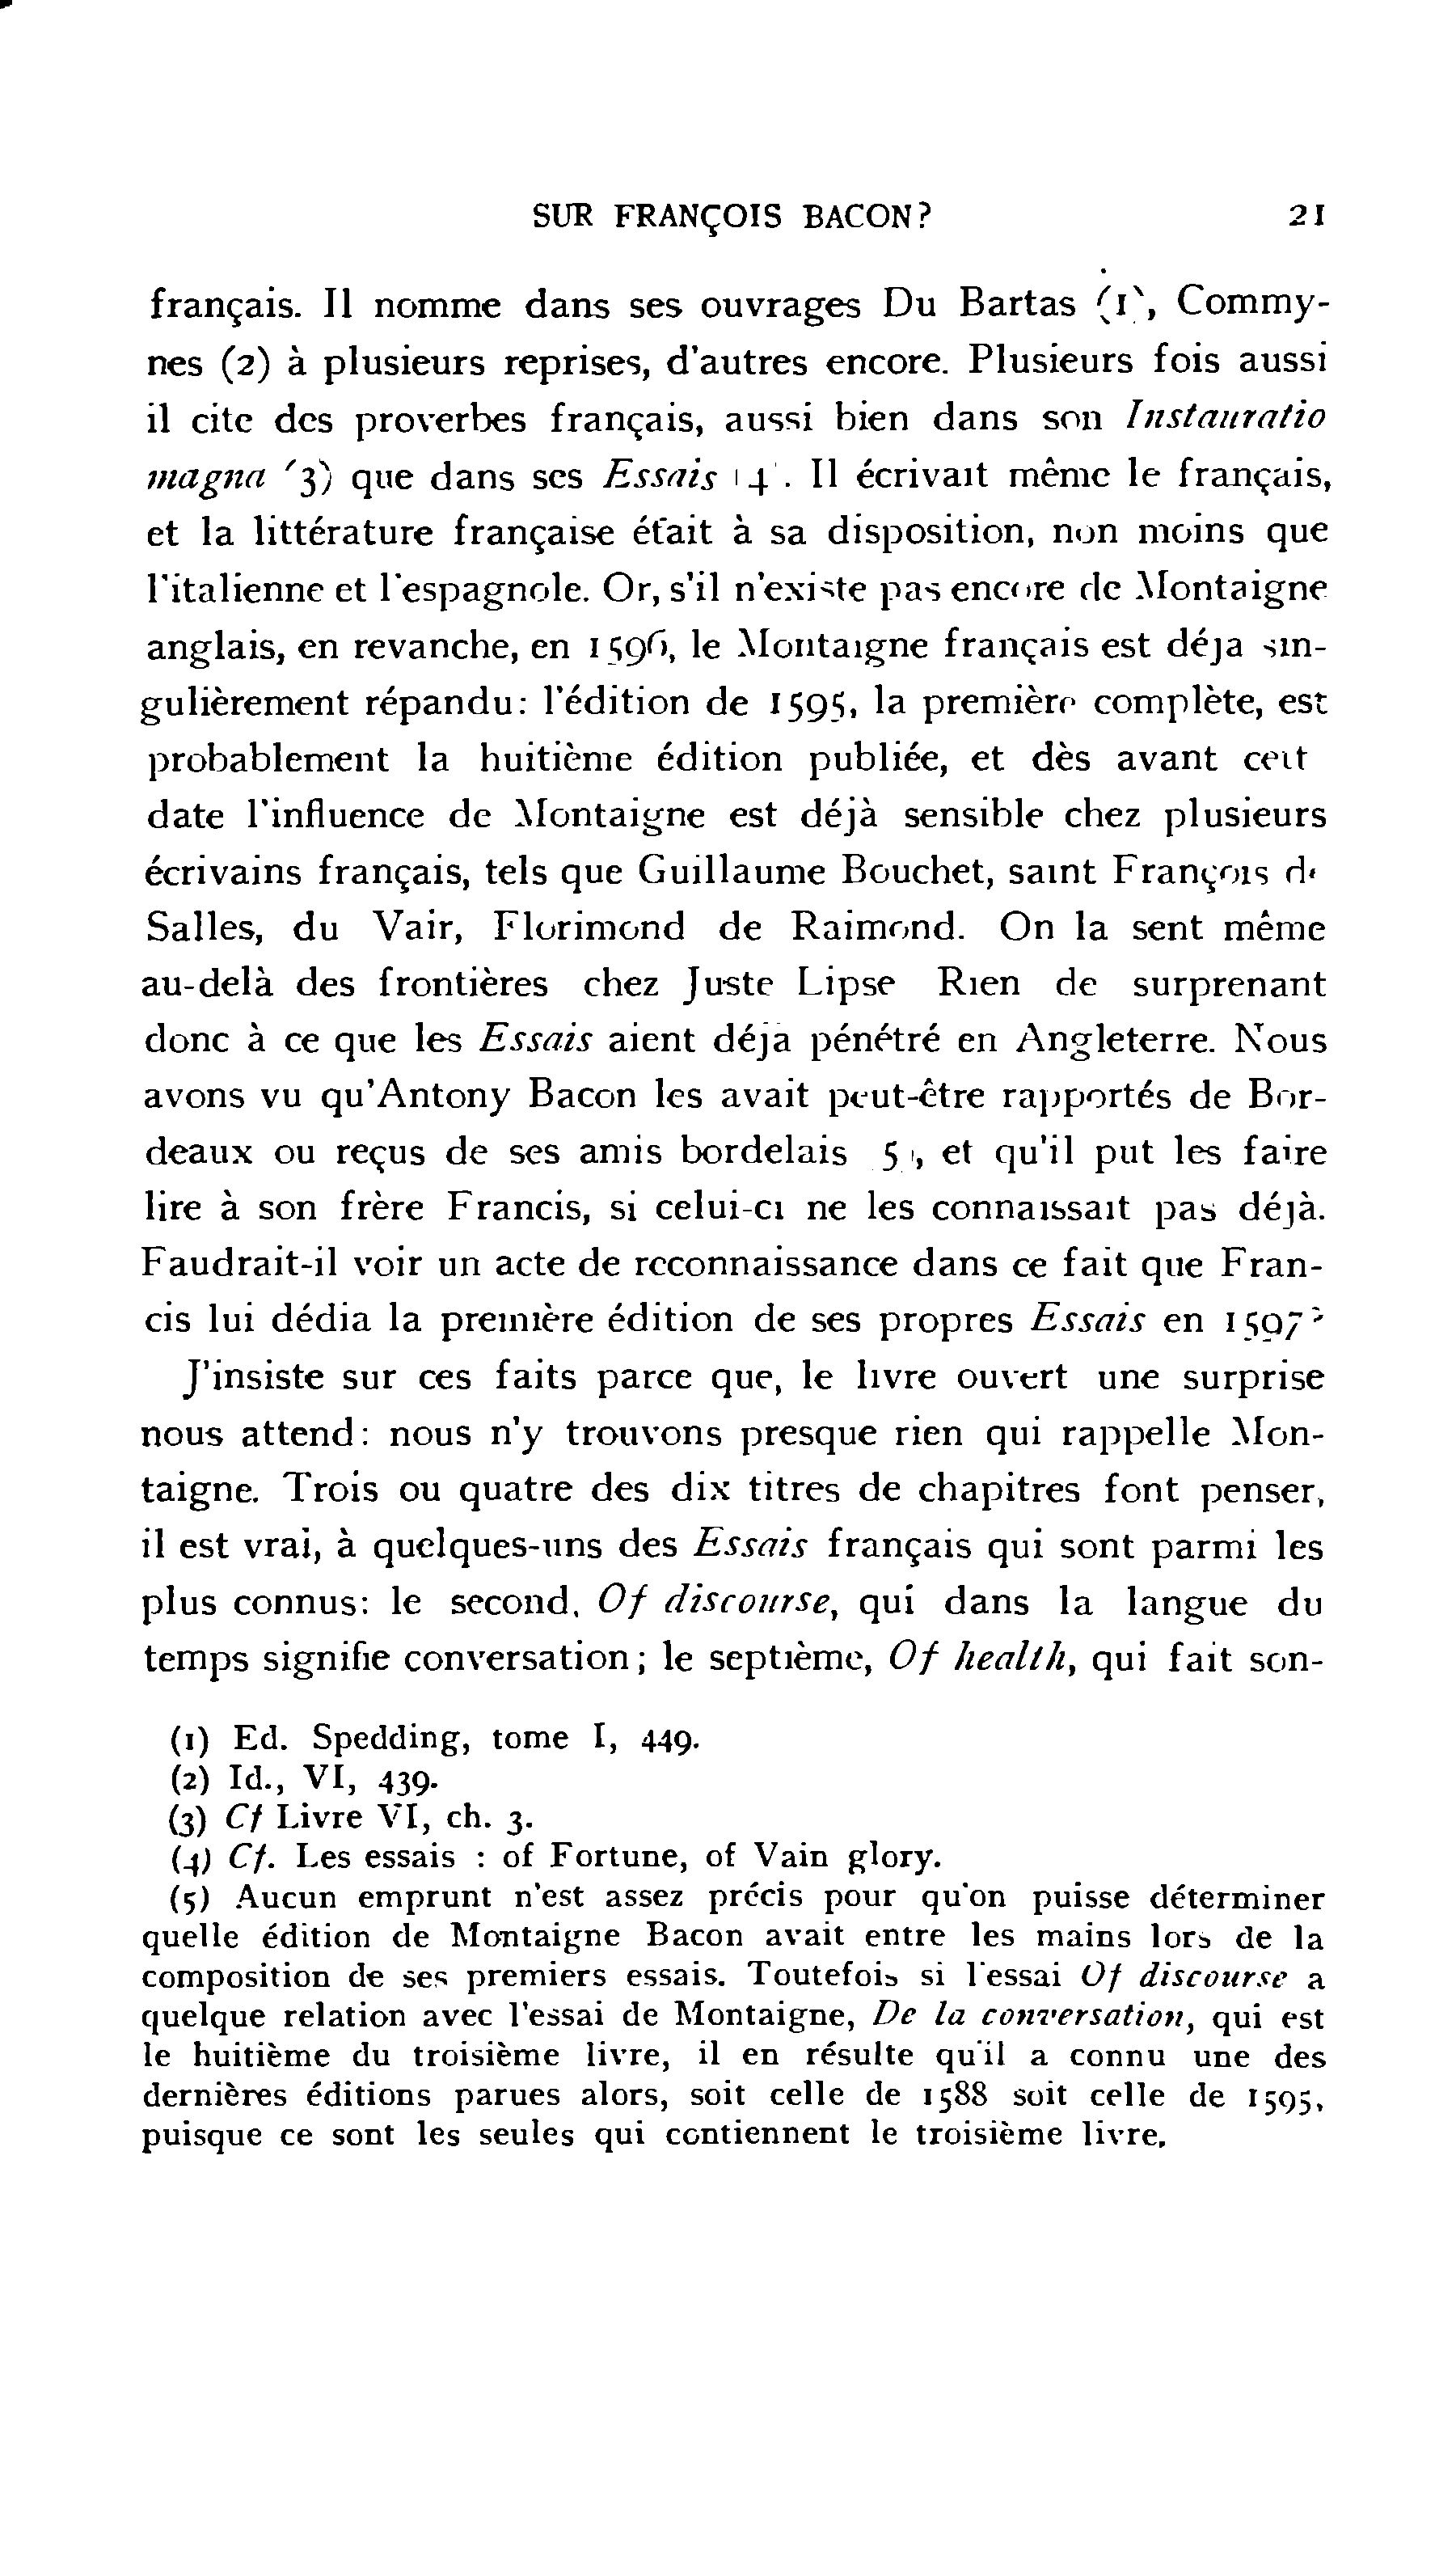 SUR FRANÇOIS BACON? 21
français. Il nomme dans ses ouvrages Du Bartas (1), Commy-
nes (2) à plusieurs reprises, d'autres encore. Plusieurs fois aussi
il cite des proverbes français, aussi bien dans son Instauratio
magna (3) que dans ses Essais (4). Il écrivait même le français,
et la littérature française était à sa disposition, non moins que
l'italienne et l'espagnole. Or, s'il n'existe pas encore de Montaigne
anglais, en revanche, en 1596, le Montaigne français est déja sin-
gulièrement répandu: l'édition de 1595, la première complète, est
probablement la huitième édition publiée, et dès avant cett
date l'influence de Montaigne est déjà sensible chez plusieurs
écrivains français, tels que Guillaume Bouchet, saint François de
Salles, du Vair, Florimond de Raimond. On la sent même
au-delà des frontières chez Juste Lipse Rien de surprenant
donc à ce que les Essais aient déjà pénétré en Angleterre. Nous
avons vu qu'Antony Bacon les avait peut-être rapportés de Bor-
deaux ou reçus de ses amis bordelais (5), et qu'il put les faire
lire à son frère Francis, si celui-ci ne les connaissait pas déjà.
Faudrait-il voir un acte de reconnaissance dans ce fait que Fran-
cis lui dédia la première édition de ses propres Essais en 1597?
J'insiste sur ces faits parce que, le livre ouvert une surprise
nous attend: nous n'y trouvons presque rien qui rappelle Mon-
taigne. Trois ou quatre des dix titres de chapitres font penser,
il est vrai, à quelques-uns des Essais français qui sont parmi les
plus connus: le second, Of discourse, qui dans la langue du
temps signifie conversation; le septième, Of health, qui fait son-
(1) Ed. Spedding, tome I, 449.
(2) Id., VI, 439.
(3) Cf Livre VI, ch. 3.
(4) Cf. Les essais : of Fortune, of Vain glory.
(5) Aucun emprunt n'est assez précis pour qu'on puisse déterminer
quelle édition de Montaigne Bacon avait entre les mains lors de la
composition de ses premiers essais. Toutefois si l'essai Of discourse a
quelque relation avec l'essai de Montaigne, De la conversation, qui est
le huitième du troisième livre, il en résulte qu'il a connu une des
dernières éditions parues alors, soit celle de 1588 soit celle de 1595,
puisque ce sont les seules qui contiennent le troisième livre.